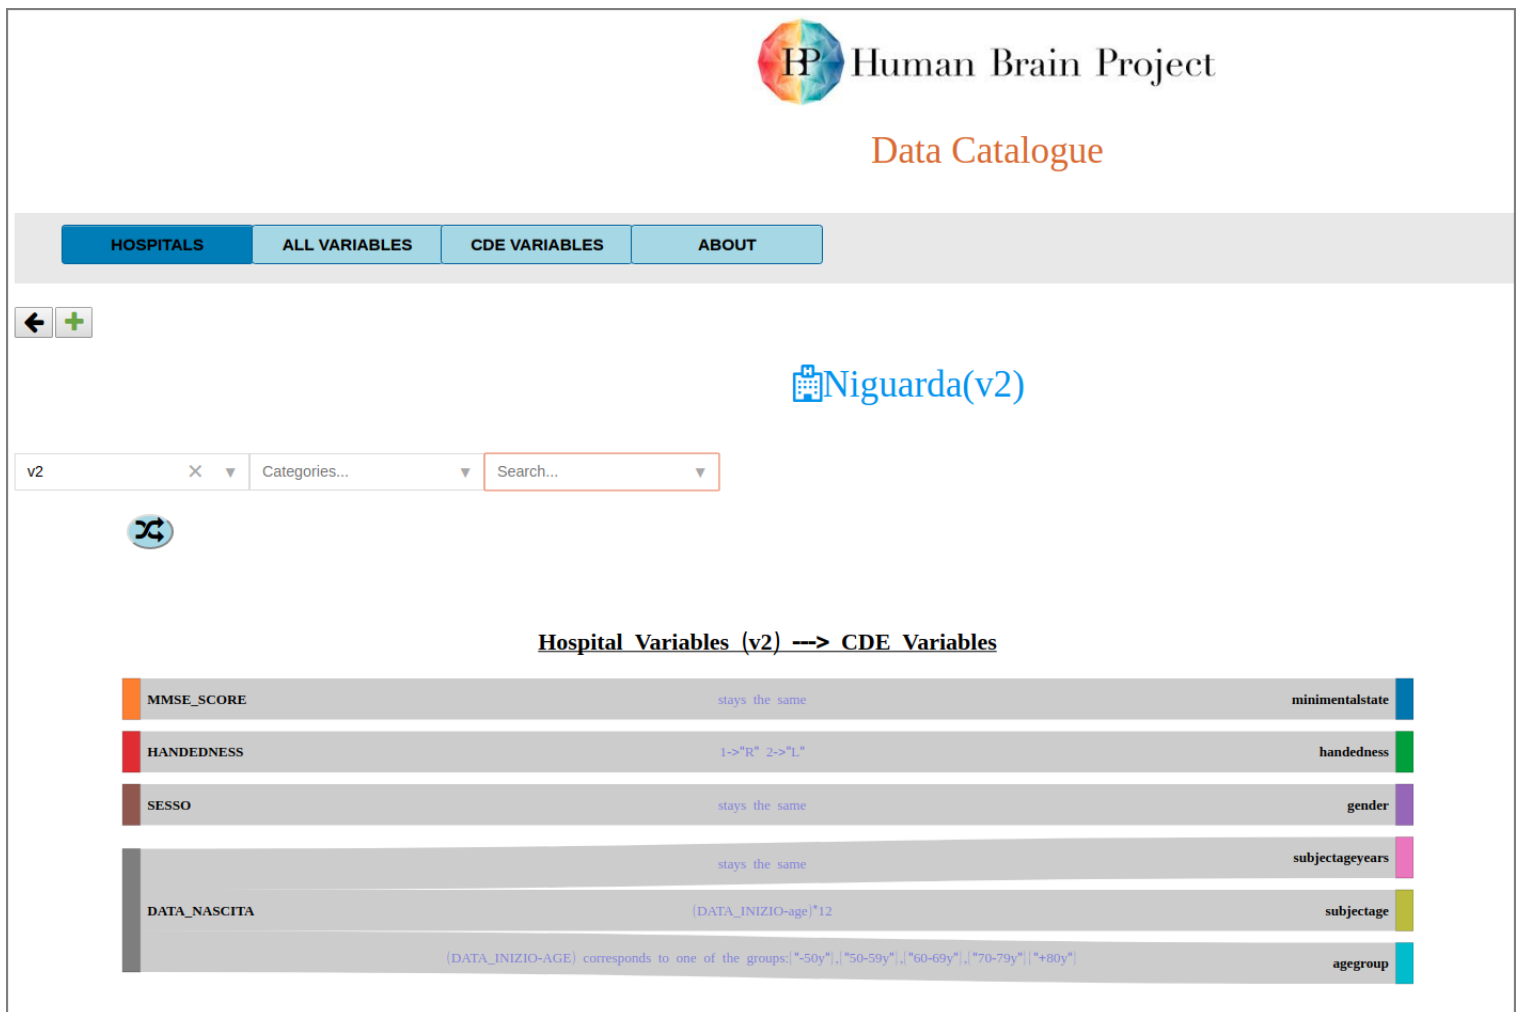 HP Human Brain Project
Data Catalogue
HOSPITALS ALL VARIABLES CDE VARIABLES ABOUT
Niguarda(v2)
v2 Categories... Search...
Hospital Variables (v2) ---> CDE Variables
MMSE_SCORE stays the same minimentalstate
HANDEDNESS 1->"R" 2->"L" handedness
SESSO stays the same gender
stays the same subjectageyears
DATA_NASCITA (DATA_INIZIO-age)*12 subjectage
(DATA_INIZIO-AGE) corresponds to one of the groups:["-50y"],["50-59y"],["60-69y"],["70-79y"]["+80y"] agegroup